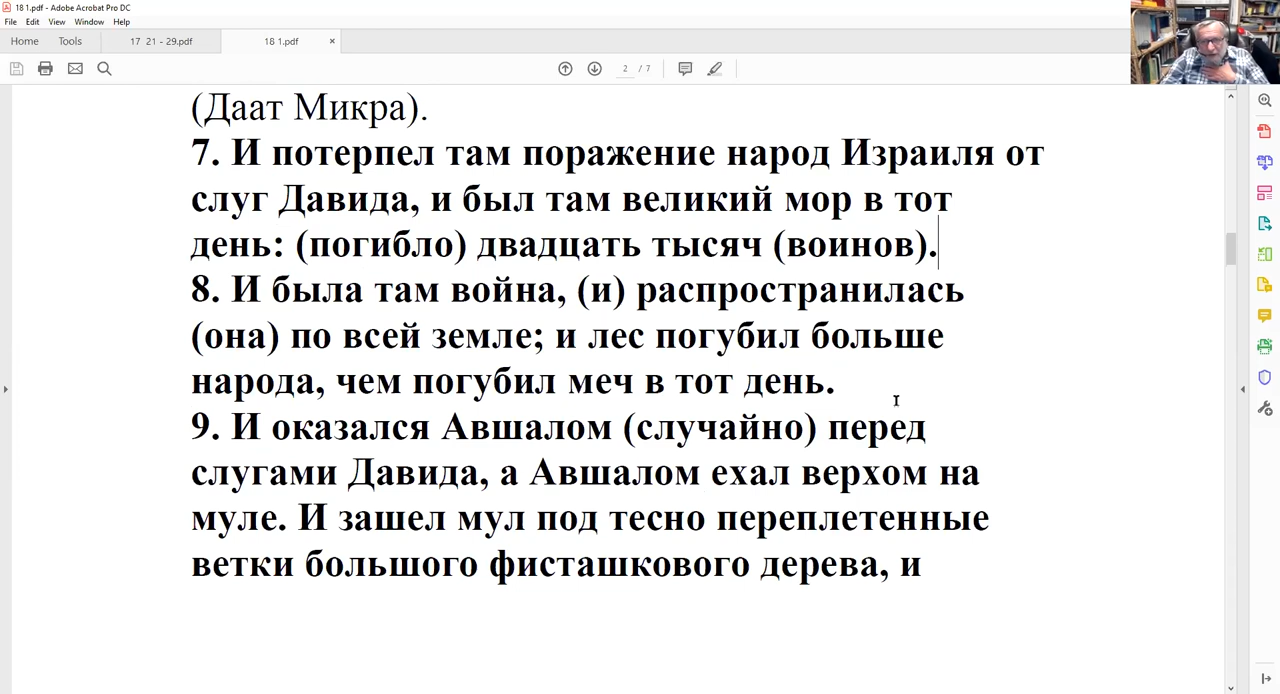 18 1.pdf - Adobe Acrobat Pro DC
File Edit View Window Help
Home Tools 17 21 - 29.pdf 18 1.pdf ×
2 / 7
(Даат Микра).
7. И потерпел там поражение народ Израиля от
слуг Давида, и был там великий мор в тот
день: (погибло) двадцать тысяч (воинов).
8. И была там война, (и) распространилась
(она) по всей земле; и лес погубил больше
народа, чем погубил меч в тот день.
9. И оказался Авшалом (случайно) перед
слугами Давида, а Авшалом ехал верхом на
муле. И зашел мул под тесно переплетенные
ветки большого фисташкового дерева, и